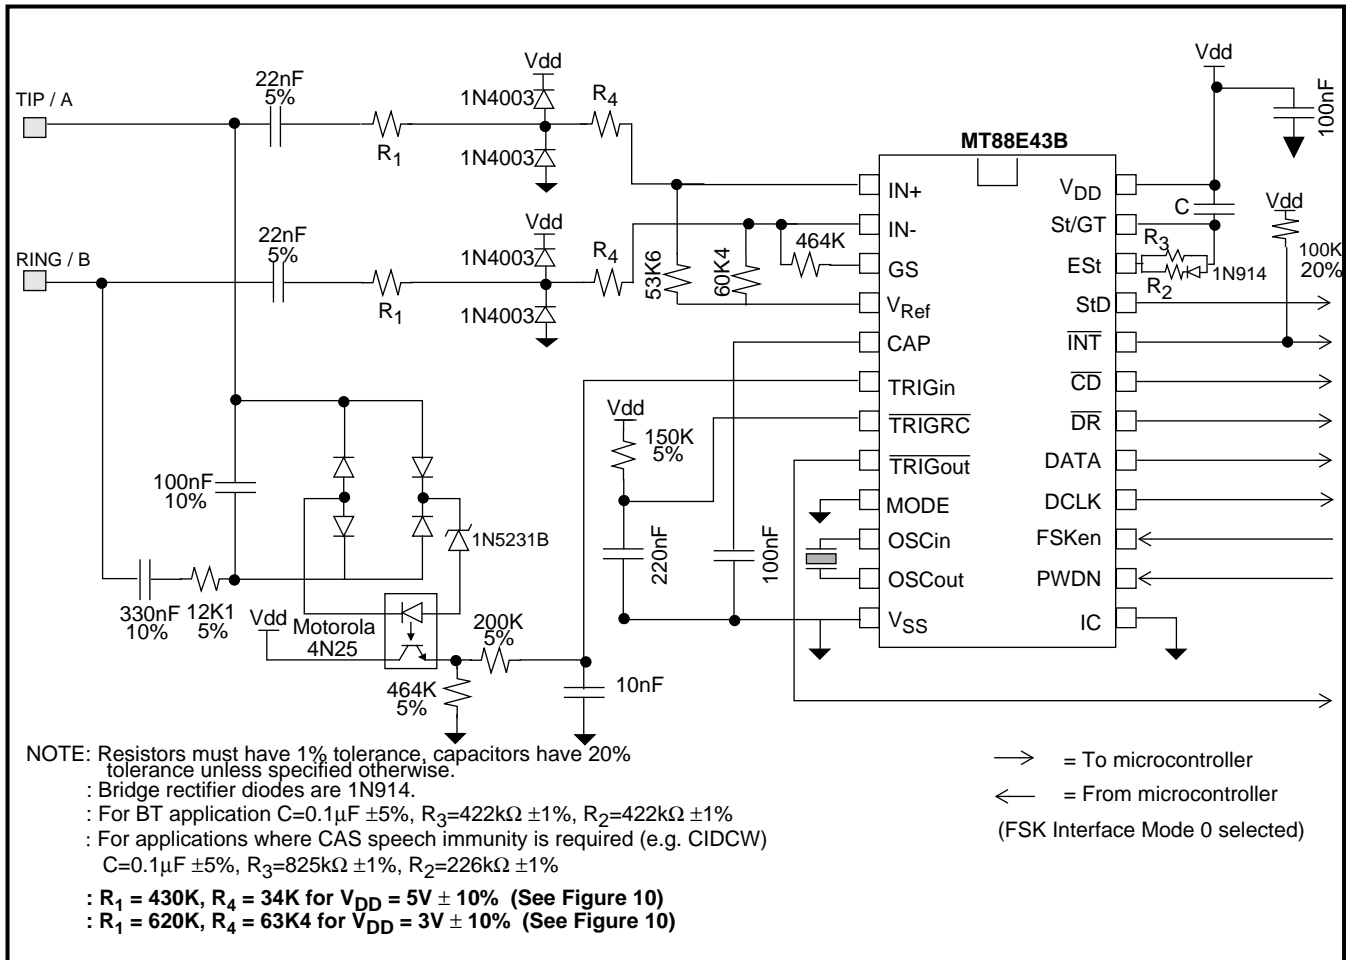 TIP / A
22nF
5%
R1
Vdd
1N4003
1N4003
R4
RING / B
22nF
5%
R1
Vdd
1N4003
1N4003
R4
53K6
60K4
464K
MT88E43B
IN+
IN-
GS
VRef
CAP
TRIGin
TRIGRC
TRIGout
MODE
OSCin
OSCout
VSS
VDD
St/GT
ESt
StD
INT
CD
DR
DATA
DCLK
FSKen
PWDN
IC
Vdd
100nF
C
R3
R2
1N914
Vdd
100K
20%
100nF
10%
330nF
10%
12K1
5%
1N5231B
Vdd
Motorola
4N25
200K
5%
464K
5%
10nF
Vdd
150K
5%
220nF
100nF
NOTE: Resistors must have 1% tolerance, capacitors have 20%
tolerance unless specified otherwise.
: Bridge rectifier diodes are 1N914.
: For BT application C=0.1µF ±5%, R3=422kΩ ±1%, R2=422kΩ ±1%
: For applications where CAS speech immunity is required (e.g. CIDCW)
C=0.1µF ±5%, R3=825kΩ ±1%, R2=226kΩ ±1%
: R1 = 430K, R4 = 34K for VDD = 5V ± 10% (See Figure 10)
: R1 = 620K, R4 = 63K4 for VDD = 3V ± 10% (See Figure 10)
= To microcontroller
= From microcontroller
(FSK Interface Mode 0 selected)